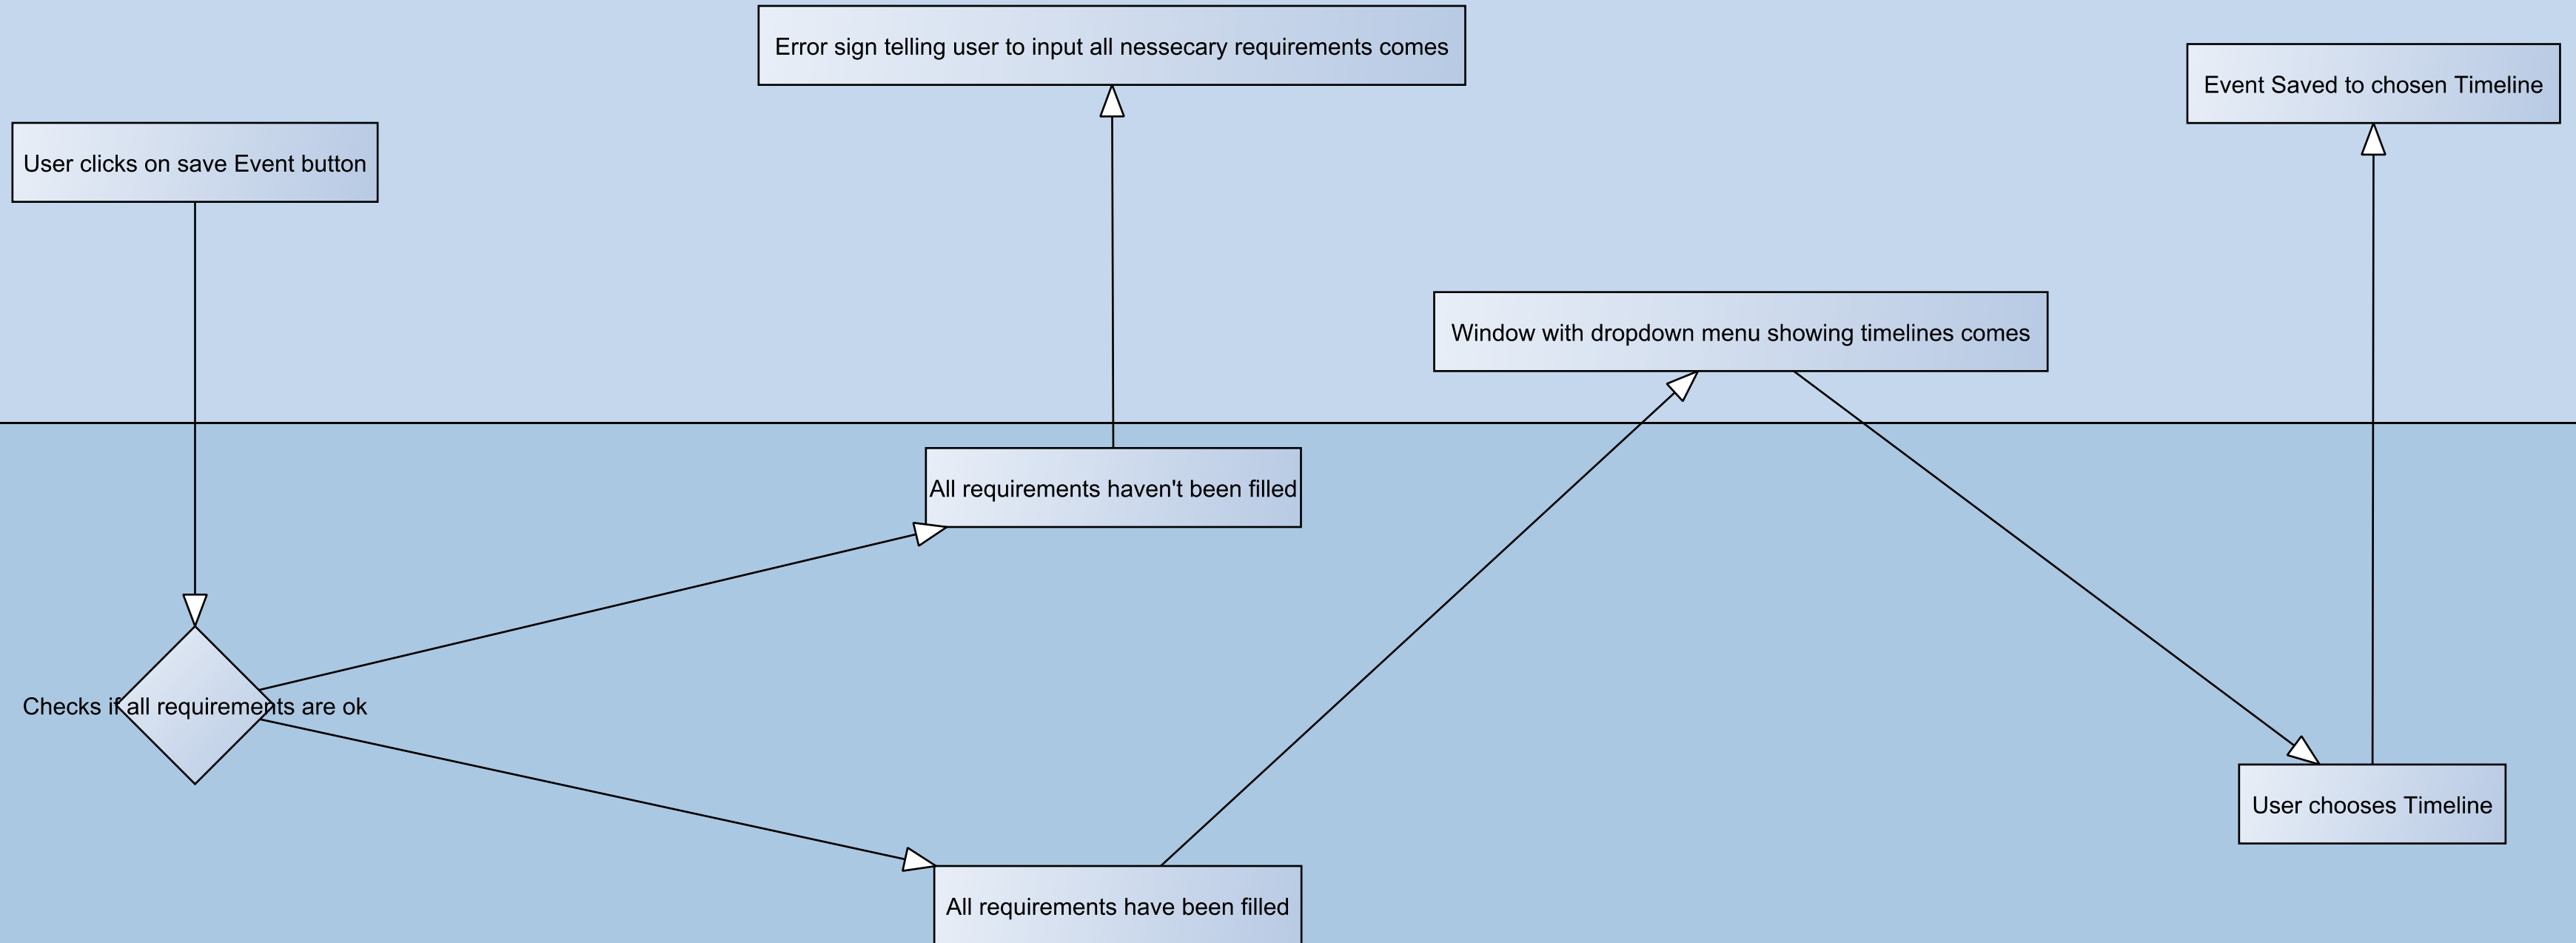 Error sign telling user to input all nessecary requirements comes
Event Saved to chosen Timeline
User clicks on save Event button
Window with dropdown menu showing timelines comes
All requirements haven't been filled
Checks if all requirements are ok
User chooses Timeline
All requirements have been filled